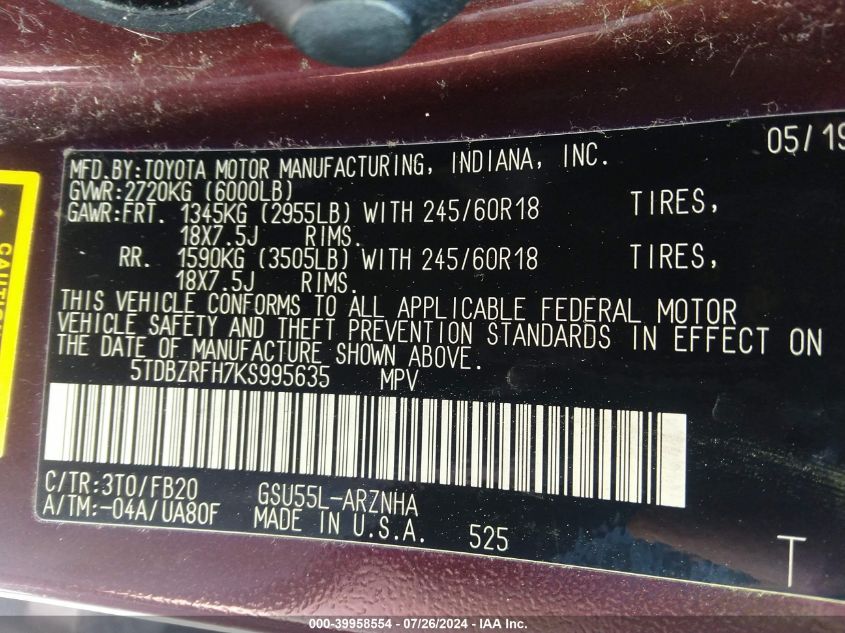 05/19
MFD.BY:TOYOTA MOTOR MANUFACTURING, INDIANA, INC.
GVWR:2720KG (6000LB)
GAWR:FRT. 1345KG (2955LB) WITH 245/60R18 TIRES,
18X7.5J RIMS.
RR. 1590KG (3505LB) WITH 245/60R18 TIRES,
18X7.5J RIMS.
THIS VEHICLE CONFORMS TO ALL APPLICABLE FEDERAL MOTOR
VEHICLE SAFETY AND THEFT PREVENTION STANDARDS IN EFFECT ON
THE DATE OF MANUFACTURE SHOWN ABOVE.
5TDBZRFH7KS995635 MPV
C/TR:3T0/FB20 GSU55L-ARZNHA
A/TM:-04A/UA80F MADE IN U.S.A. 525
T
CAUTION
000-39958554 - 07/26/2024 - IAA Inc.